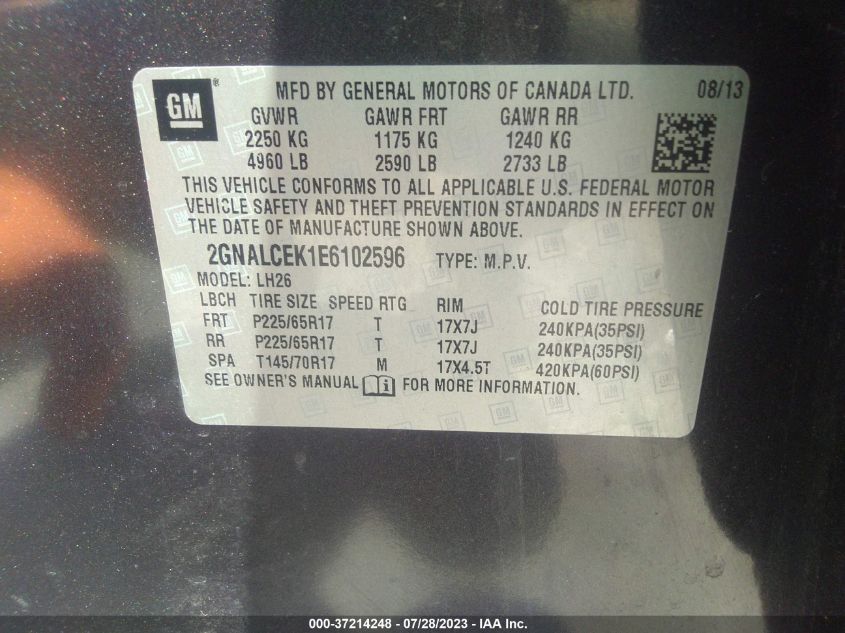 GM ® MFD BY GENERAL MOTORS OF CANADA LTD. 08/13
GVWR GAWR FRT GAWR RR
2250 KG 1175 KG 1240 KG
4960 LB 2590 LB 2733 LB
THIS VEHICLE CONFORMS TO ALL APPLICABLE U.S. FEDERAL MOTOR
VEHICLE SAFETY AND THEFT PREVENTION STANDARDS IN EFFECT ON
THE DATE OF MANUFACTURE SHOWN ABOVE.
2GNALCEK1E6102596 TYPE: M.P.V.
MODEL: LH26
LBCH TIRE SIZE SPEED RTG RIM COLD TIRE PRESSURE
FRT P225/65R17 T 17X7J 240KPA(35PSI)
RR P225/65R17 T 17X7J 240KPA(35PSI)
SPA T145/70R17 M 17X4.5T 420KPA(60PSI)
SEE OWNER'S MANUAL i FOR MORE INFORMATION.
000-37214248 - 07/28/2023 - IAA Inc.